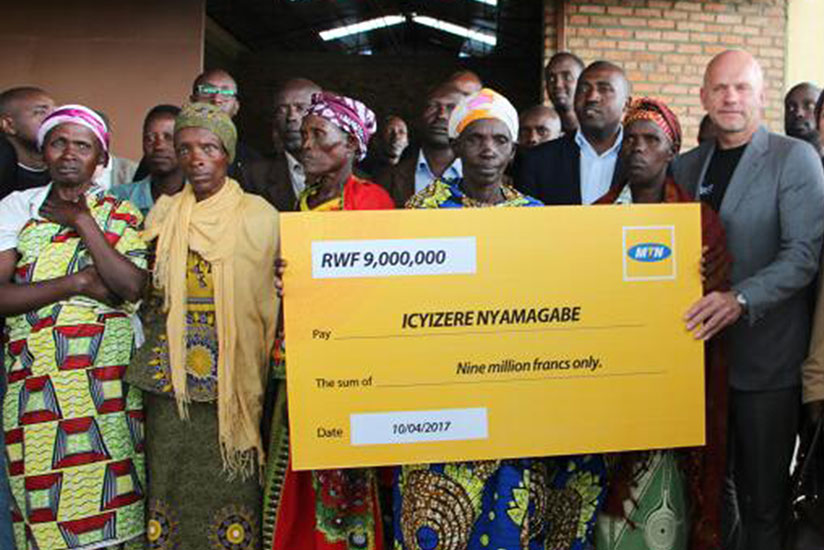 RWF 9,000,000
MTN
Pay ICYIZERE NYAMAGABE
The sum of Nine million francs only.
Date 10/04/2017